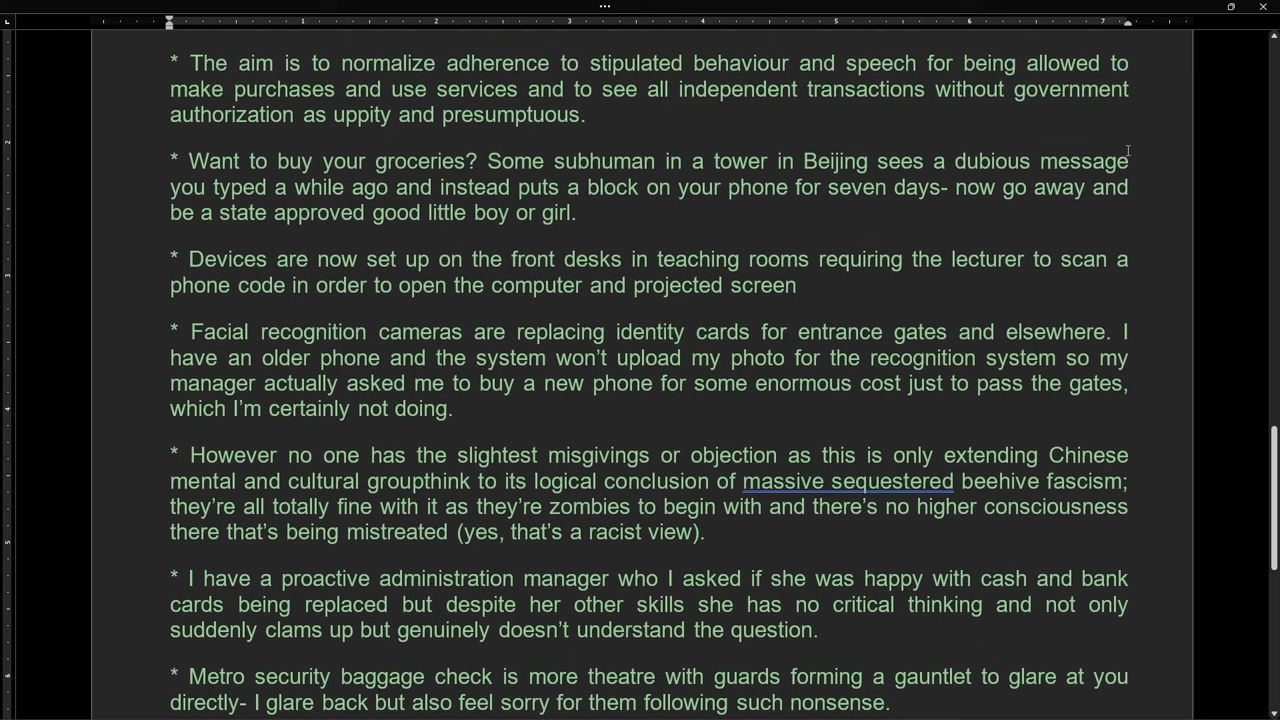 * The aim is to normalize adherence to stipulated behaviour and speech for being allowed to
make purchases and use services and to see all independent transactions without government
authorization as uppity and presumptuous.
* Want to buy your groceries? Some subhuman in a tower in Beijing sees a dubious message
you typed a while ago and instead puts a block on your phone for seven days- now go away and
be a state approved good little boy or girl.
* Devices are now set up on the front desks in teaching rooms requiring the lecturer to scan a
phone code in order to open the computer and projected screen
* Facial recognition cameras are replacing identity cards for entrance gates and elsewhere. I
have an older phone and the system won't upload my photo for the recognition system so my
manager actually asked me to buy a new phone for some enormous cost just to pass the gates,
which I'm certainly not doing.
* However no one has the slightest misgivings or objection as this is only extending Chinese
mental and cultural groupthink to its logical conclusion of massive sequestered beehive fascism;
they're all totally fine with it as they're zombies to begin with and there's no higher consciousness
there that's being mistreated (yes, that's a racist view).
* I have a proactive administration manager who I asked if she was happy with cash and bank
cards being replaced but despite her other skills she has no critical thinking and not only
suddenly clams up but genuinely doesn't understand the question.
* Metro security baggage check is more theatre with guards forming a gauntlet to glare at you
directly- I glare back but also feel sorry for them following such nonsense.